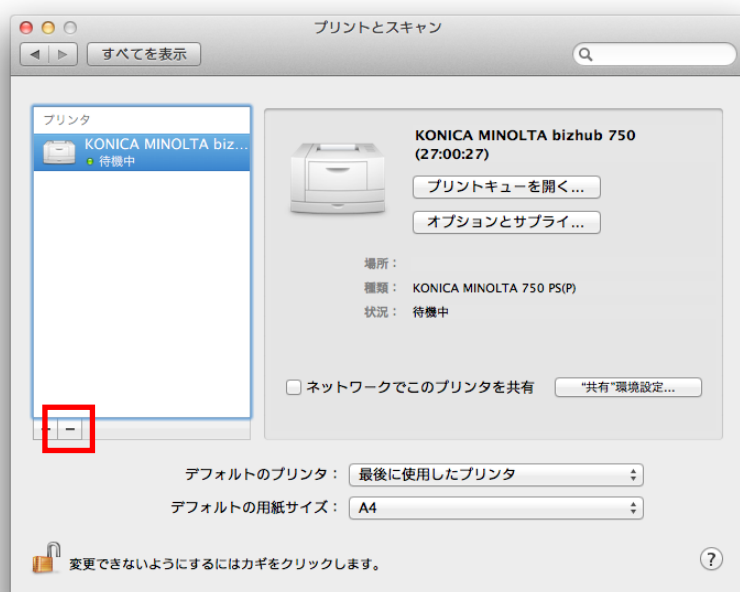 プリントとスキャン
すべてを表示
プリンタ
KONICA MINOLTA biz...
待機中
KONICA MINOLTA bizhub 750
(27:00:27)
プリントキューを開く...
オプションとサプライ...
場所：
種類： KONICA MINOLTA 750 PS(P)
状況： 待機中
ネットワークでこのプリンタを共有
"共有"環境設定...
デフォルトのプリンタ： 最後に使用したプリンタ
デフォルトの用紙サイズ： A4
変更できないようにするにはカギをクリックします。
?